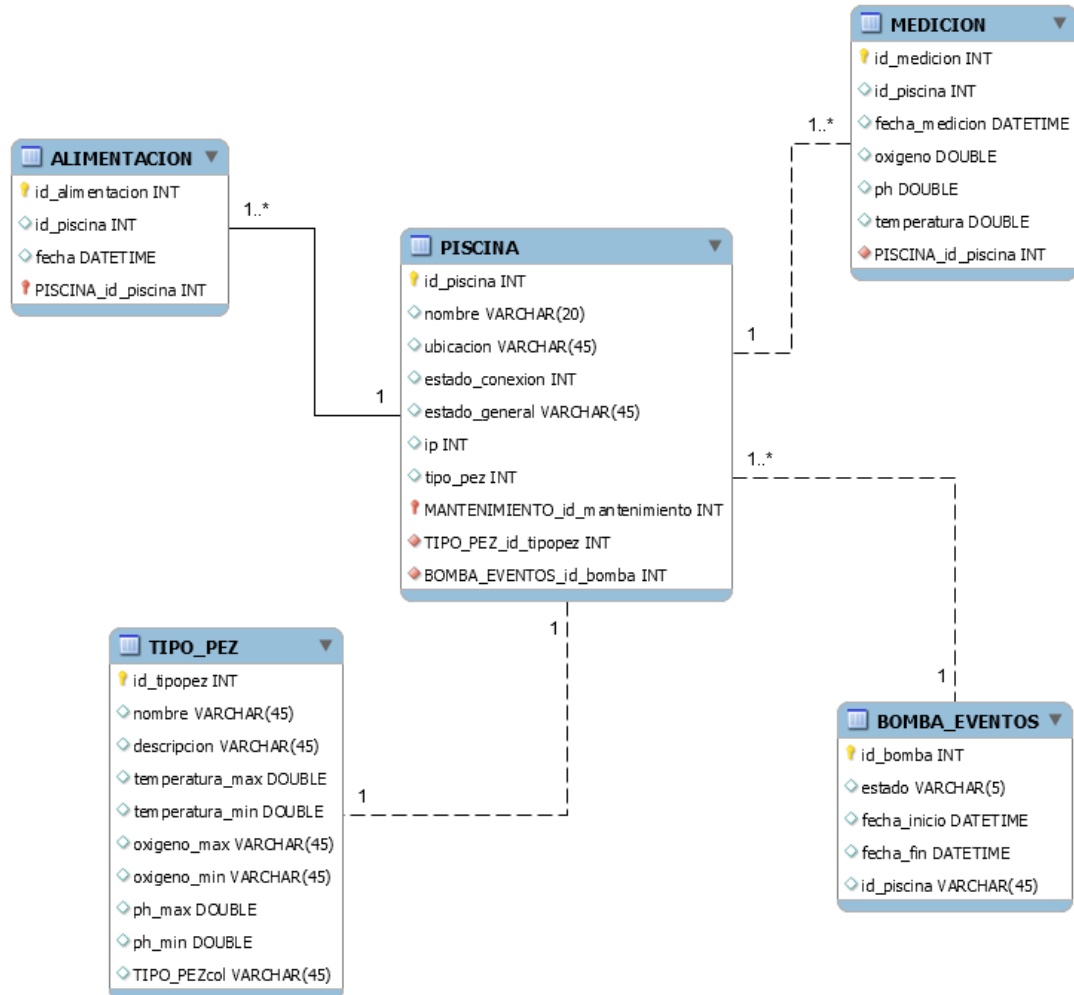 MEDICION
id_medicion INT
id_piscina INT
fecha_medicion DATETIME
oxigeno DOUBLE
ph DOUBLE
temperatura DOUBLE
PISCINA_id_piscina INT
1..*
1
ALIMENTACION
id_alimentacion INT
id_piscina INT
fecha DATETIME
PISCINA_id_piscina INT
1..*
1
PISCINA
id_piscina INT
nombre VARCHAR(20)
ubicacion VARCHAR(45)
estado_conexion INT
estado_general VARCHAR(45)
ip INT
tipo_pez INT
MANTENIMIENTO_id_mantenimiento INT
TIPO_PEZ_id_tipopez INT
BOMBA_EVENTOS_id_bomba INT
1..*
1
1
1
TIPO_PEZ
id_tipopez INT
nombre VARCHAR(45)
descripcion VARCHAR(45)
temperatura_max DOUBLE
temperatura_min DOUBLE
oxigeno_max VARCHAR(45)
oxigeno_min VARCHAR(45)
ph_max DOUBLE
ph_min DOUBLE
TIPO_PEZcol VARCHAR(45)
BOMBA_EVENTOS
id_bomba INT
estado VARCHAR(5)
fecha_inicio DATETIME
fecha_fin DATETIME
id_piscina VARCHAR(45)